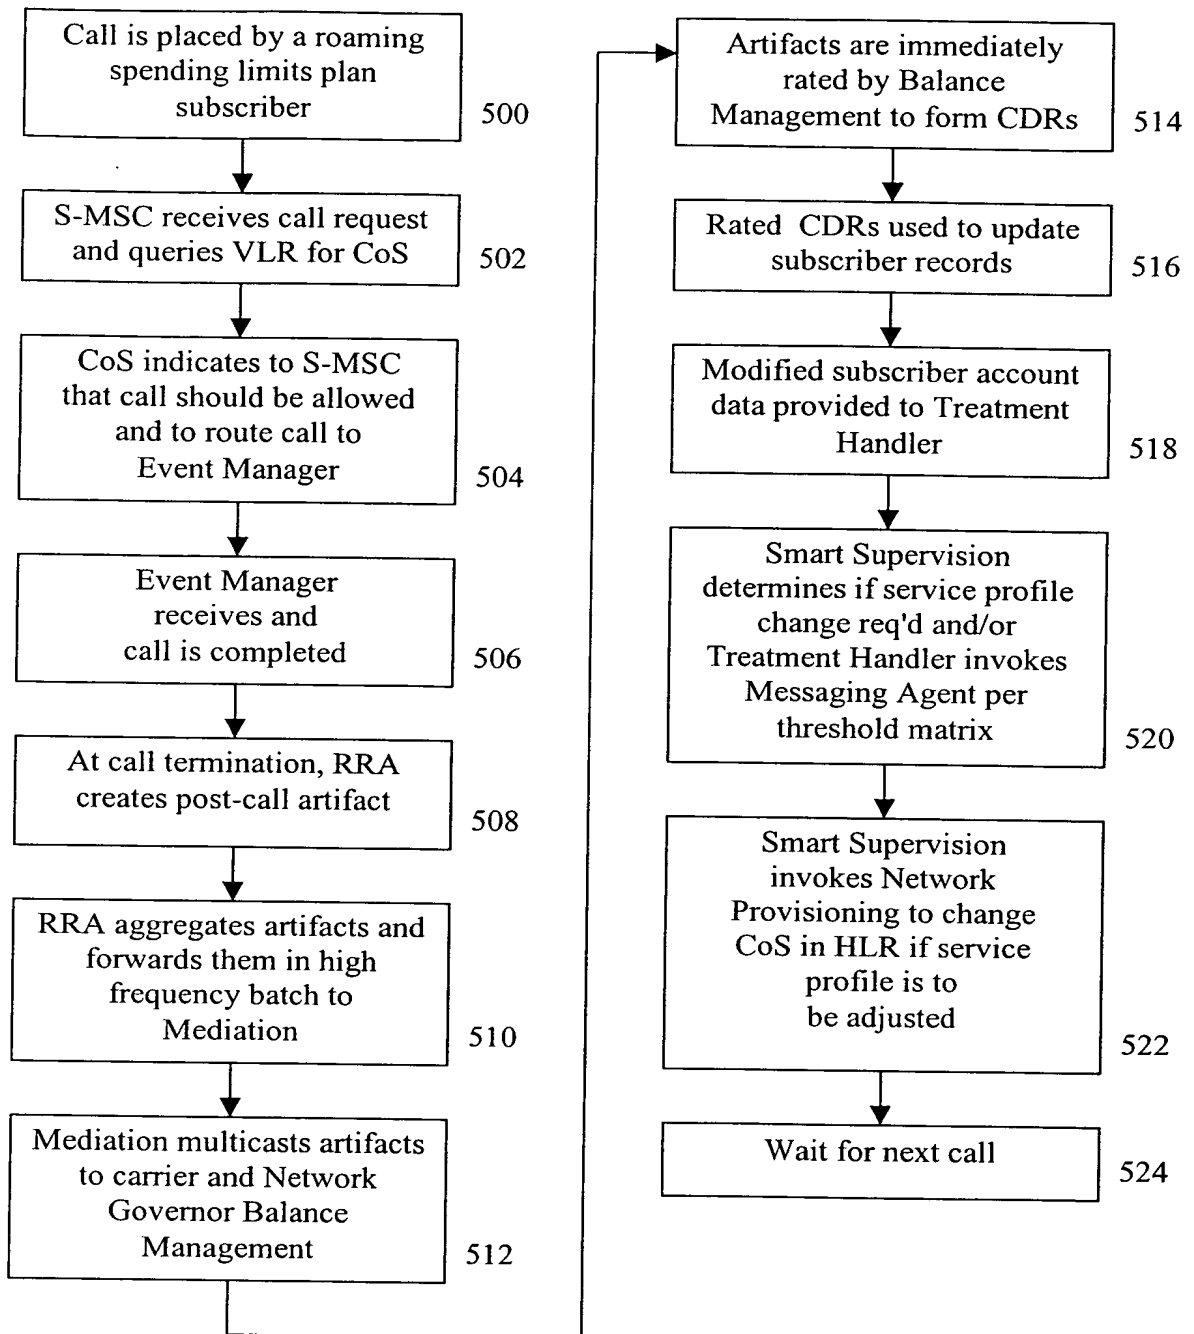 Call is placed by a roaming
spending limits plan
subscriber
500
S-MSC receives call request
and queries VLR for CoS
502
CoS indicates to S-MSC
that call should be allowed
and to route call to
Event Manager
504
Event Manager
receives and
call is completed
506
At call termination, RRA
creates post-call artifact
508
RRA aggregates artifacts and
forwards them in high
frequency batch to
Mediation
510
Mediation multicasts artifacts
to carrier and Network
Governor Balance
Management
512
Artifacts are immediately
rated by Balance
Management to form CDRs
514
Rated CDRs used to update
subscriber records
516
Modified subscriber account
data provided to Treatment
Handler
518
Smart Supervision
determines if service profile
change req'd and/or
Treatment Handler invokes
Messaging Agent per
threshold matrix
520
Smart Supervision
invokes Network
Provisioning to change
CoS in HLR if service
profile is to
be adjusted
522
Wait for next call
524